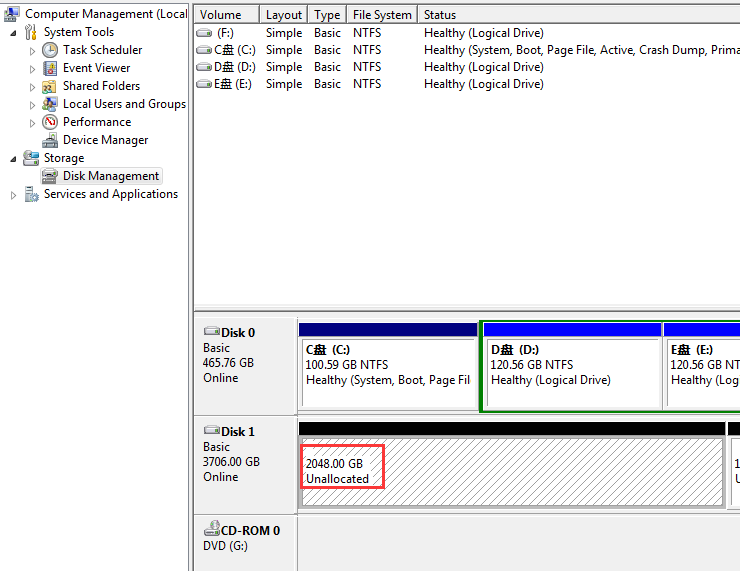 Computer Management (Local
System Tools
Task Scheduler
Event Viewer
Shared Folders
Local Users and Groups
Performance
Device Manager
Storage
Disk Management
Services and Applications
Volume Layout Type File System Status
(F:) Simple Basic NTFS Healthy (Logical Drive)
C盘 (C:) Simple Basic NTFS Healthy (System, Boot, Page File, Active, Crash Dump, Prima
D盘 (D:) Simple Basic NTFS Healthy (Logical Drive)
E盘 (E:) Simple Basic NTFS Healthy (Logical Drive)
Disk 0
Basic
465.76 GB
Online
C盘 (C:)
100.59 GB NTFS
Healthy (System, Boot, Page Fil
D盘 (D:)
120.56 GB NTFS
Healthy (Logical Drive)
E盘 (E:)
120.56 GB NTFS
Healthy (Log
Disk 1
Basic
3706.00 GB
Online
2048.00 GB
Unallocated
CD-ROM 0
DVD (G:)